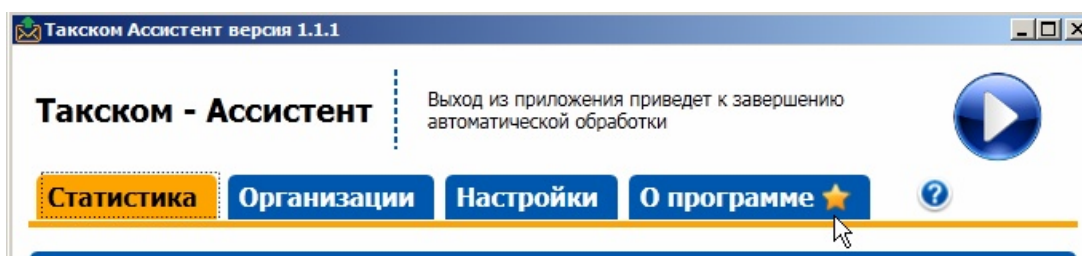 Такском Ассистент версия 1.1.1
Такском - Ассистент
Выход из приложения приведет к завершению
автоматической обработки
Статистика Организации Настройки О программе ?